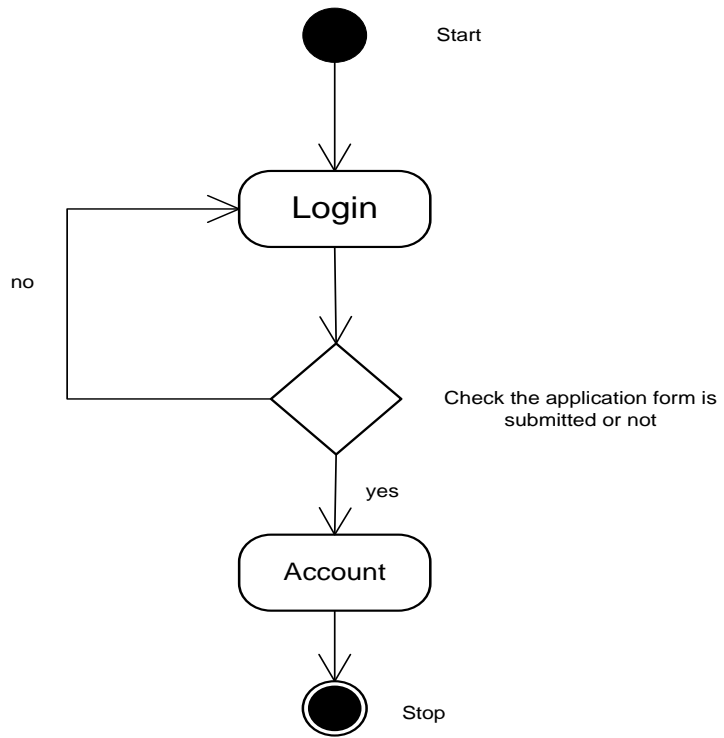 Start
Login
no
Check the application form is
submitted or not
yes
Account
Stop